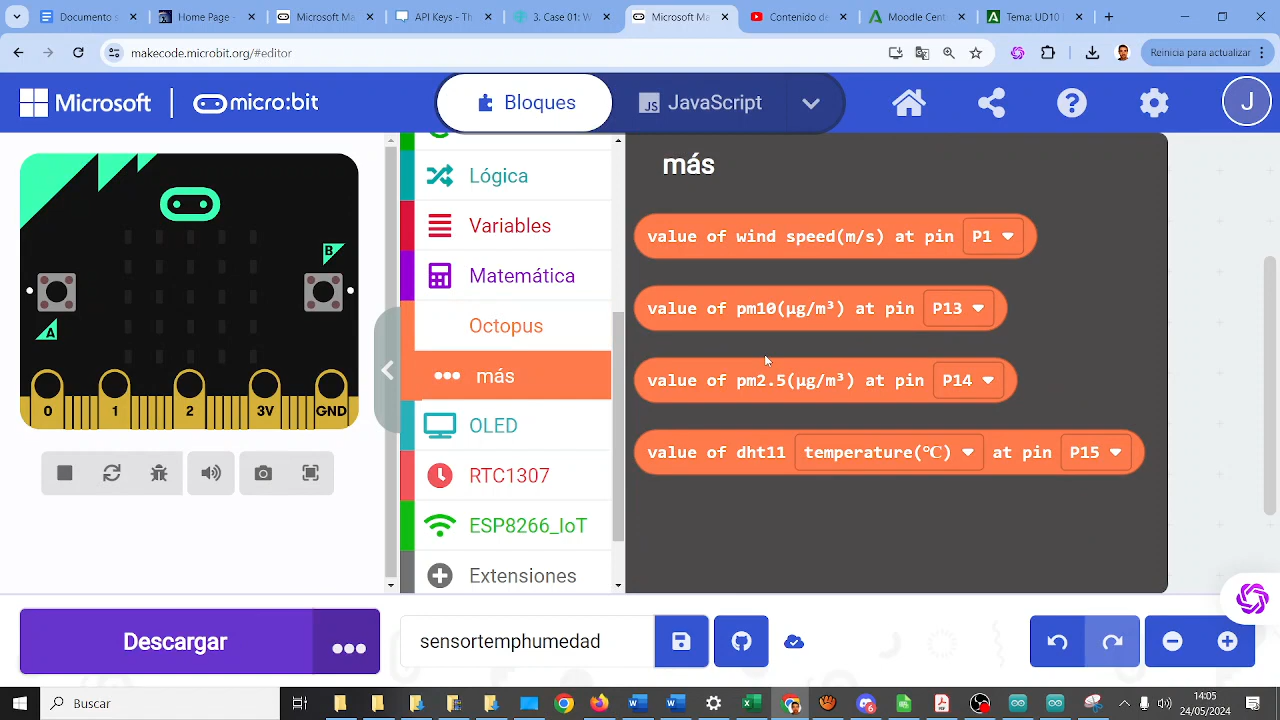 Documento s
Home Page
Microsoft Ma
API Keys - Th
3. Case 01: W
Microsoft Ma
Contenido de
Moodle Cent
Tema: UD10
makecode.microbit.org/#editor
Reinicia para actualizar
Microsoft
micro:bit
Bloques
JS JavaScript
J
A
B
0 1 2 3V GND
Lógica
Variables
Matemática
Octopus
más
OLED
RTC1307
ESP8266_IoT
Extensiones
más
value of wind speed(m/s) at pin P1
value of pm10(μg/m³) at pin P13
value of pm2.5(μg/m³) at pin P14
value of dht11 temperature(℃) at pin P15
Descargar
sensortemphumedad
Buscar
14:05
24/05/2024